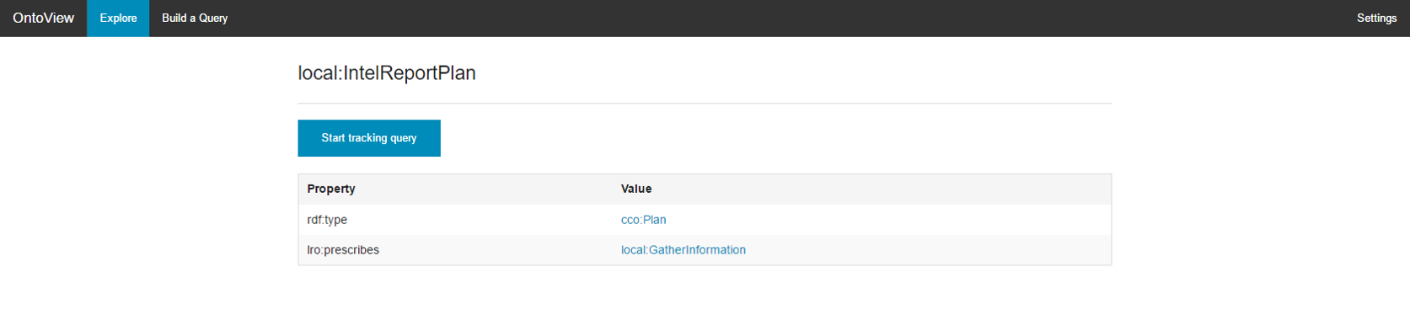 OntoView Explore Build a Query Settings
local:IntelReportPlan
Start tracking query
Property Value
rdf:type cco:Plan
lro:prescribes local:GatherInformation